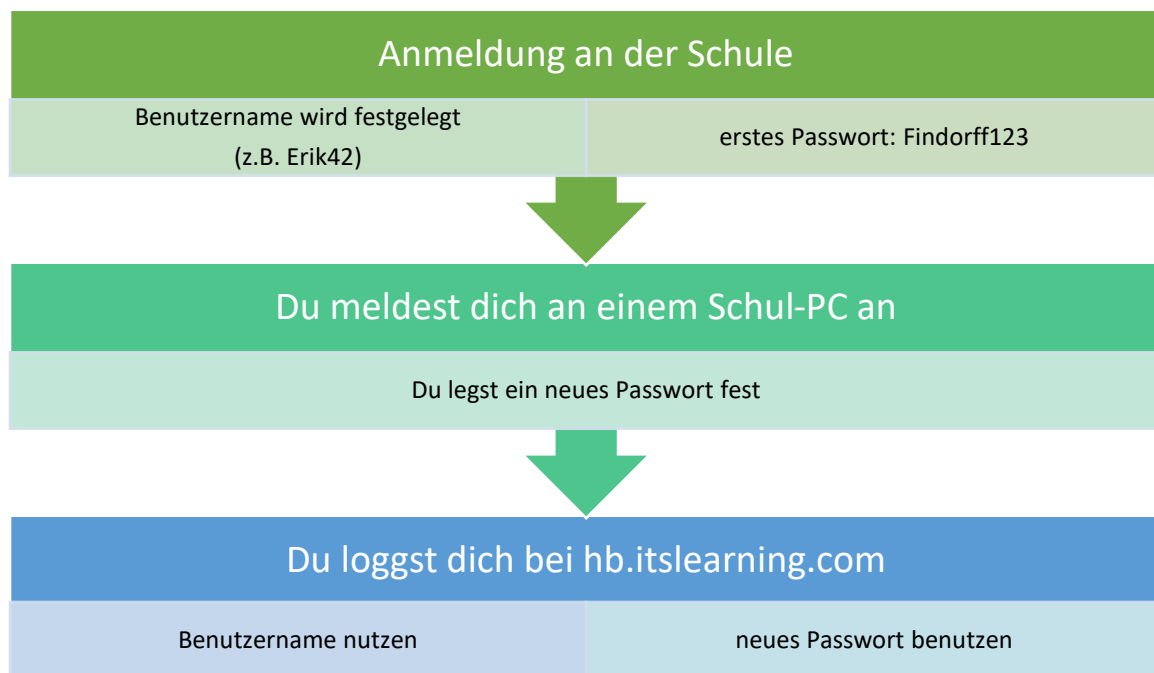 Anmeldung an der Schule
Benutzername wird festgelegt
(z.B. Erik42)
erstes Passwort: Findorff123
Du meldest dich an einem Schul-PC an
Du legst ein neues Passwort fest
Du loggst dich bei hb.itslearning.com
Benutzername nutzen
neues Passwort benutzen